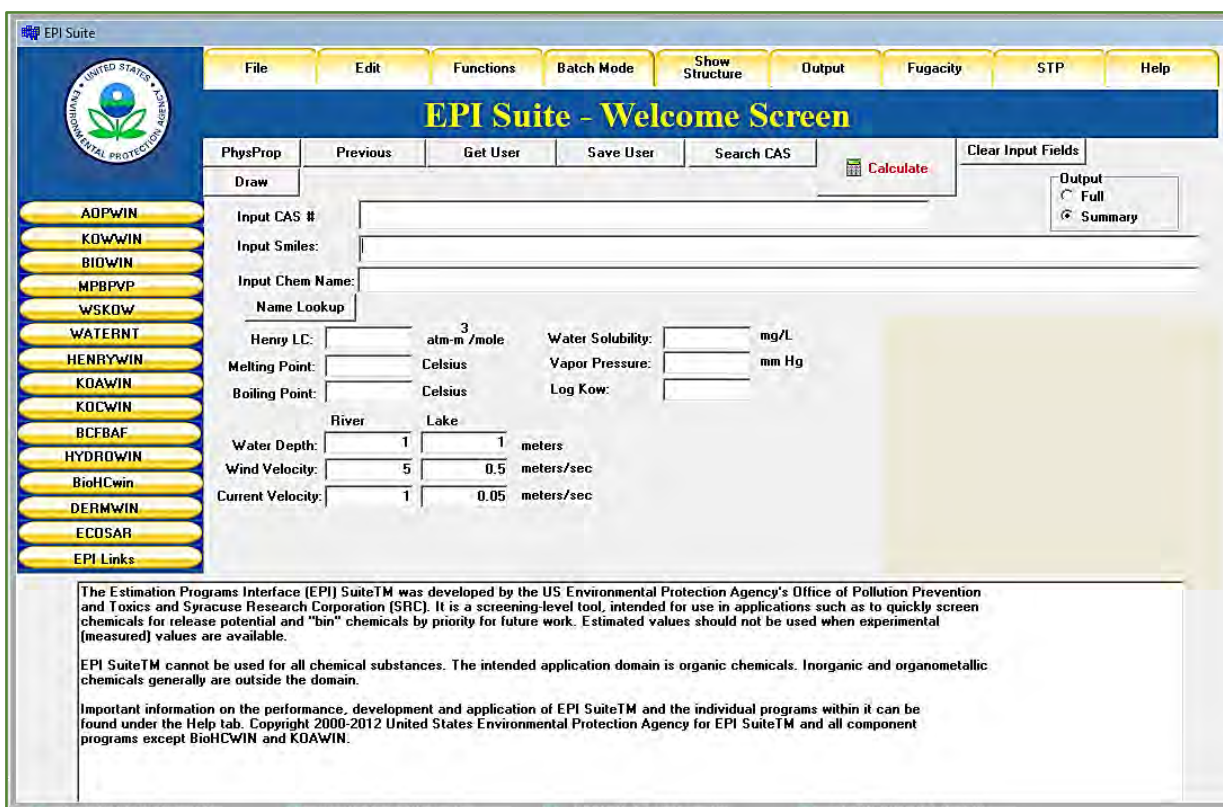 EPI Suite
UNITED STATES
ENVIRONMENTAL PROTECTION AGENCY
File Edit Functions Batch Mode Show Structure Output Fugacity STP Help
EPI Suite - Welcome Screen
PhysProp Previous Get User Save User Search CAS Calculate Clear Input Fields
Draw
Output
Full
Summary
AOPWIN
KOWWIN
BIOWIN
MPBPVP
WSKOW
WATERNT
HENRYWIN
KOAWIN
KOCWIN
BCFBAF
HYDROWIN
BioHCwin
DERMWIN
ECOSAR
EPI Links
Input CAS #
Input Smiles:
Input Chem Name:
Name Lookup
Henry LC: atm-m3/mole Water Solubility: mg/L
Melting Point: Celsius Vapor Pressure: mm Hg
Boiling Point: Celsius Log Kow:
River Lake
Water Depth: 1 1 meters
Wind Velocity: 5 0.5 meters/sec
Current Velocity: 1 0.05 meters/sec
The Estimation Programs Interface (EPI) SuiteTM was developed by the US Environmental Protection Agency's Office of Pollution Prevention
and Toxics and Syracuse Research Corporation (SRC). It is a screening-level tool, intended for use in applications such as to quickly screen
chemicals for release potential and "bin" chemicals by priority for future work. Estimated values should not be used when experimental
(measured) values are available.
EPI SuiteTM cannot be used for all chemical substances. The intended application domain is organic chemicals. Inorganic and organometallic
chemicals generally are outside the domain.
Important information on the performance, development and application of EPI SuiteTM and the individual programs within it can be
found under the Help tab. Copyright 2000-2012 United States Environmental Protection Agency for EPI SuiteTM and all component
programs except BioHCWIN and KOAWIN.